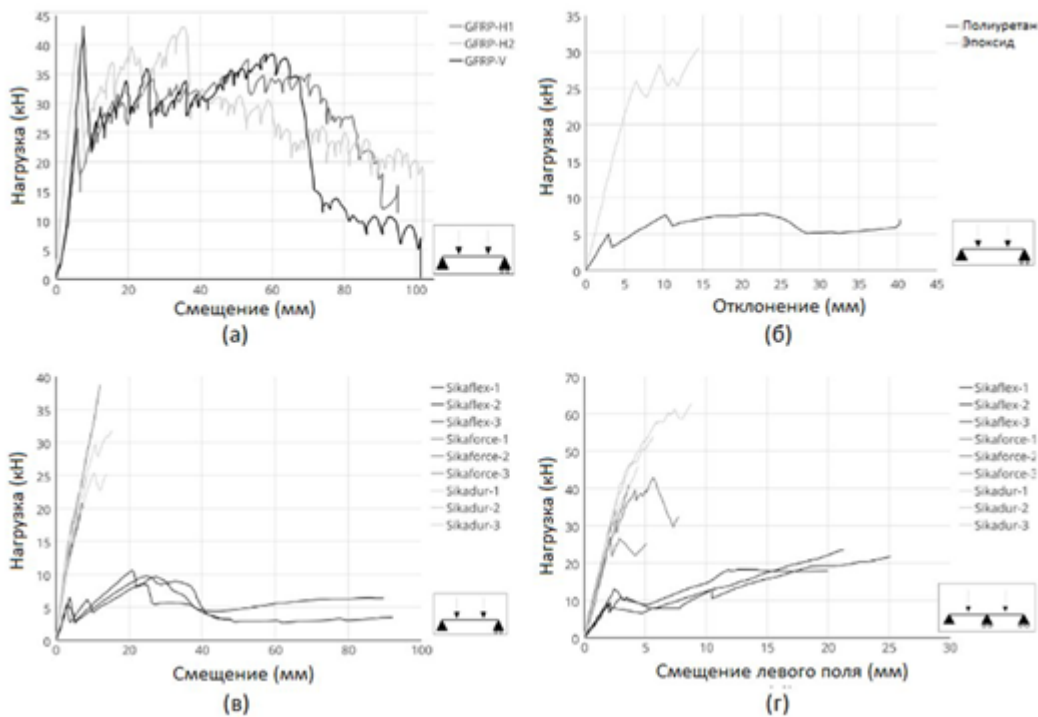 Нагрузка (кН)
45
40
35
30
25
20
15
10
5
0
0
20
40
60
80
100
Смещение (мм)
GFRP-H1
GFRP-H2
GFRP-V
(а)
Нагрузка (кН)
35
30
25
20
15
10
5
0
0
5
10
15
20
25
30
35
40
45
Отклонение (мм)
Полиуретан
Эпоксид
(б)
Нагрузка (кН)
40
35
30
25
20
15
10
5
0
0
20
40
60
80
100
Смещение (мм)
Sikaflex-1
Sikaflex-2
Sikaflex-3
Sikaforce-1
Sikaforce-2
Sikaforce-3
Sikadur-1
Sikadur-2
Sikadur-3
(в)
Нагрузка (кН)
70
60
50
40
30
20
10
0
0
5
10
15
20
25
30
Смещение левого поля (мм)
Sikaflex-1
Sikaflex-2
Sikaflex-3
Sikaforce-1
Sikaforce-2
Sikaforce-3
Sikadur-1
Sikadur-2
Sikadur-3
(г)